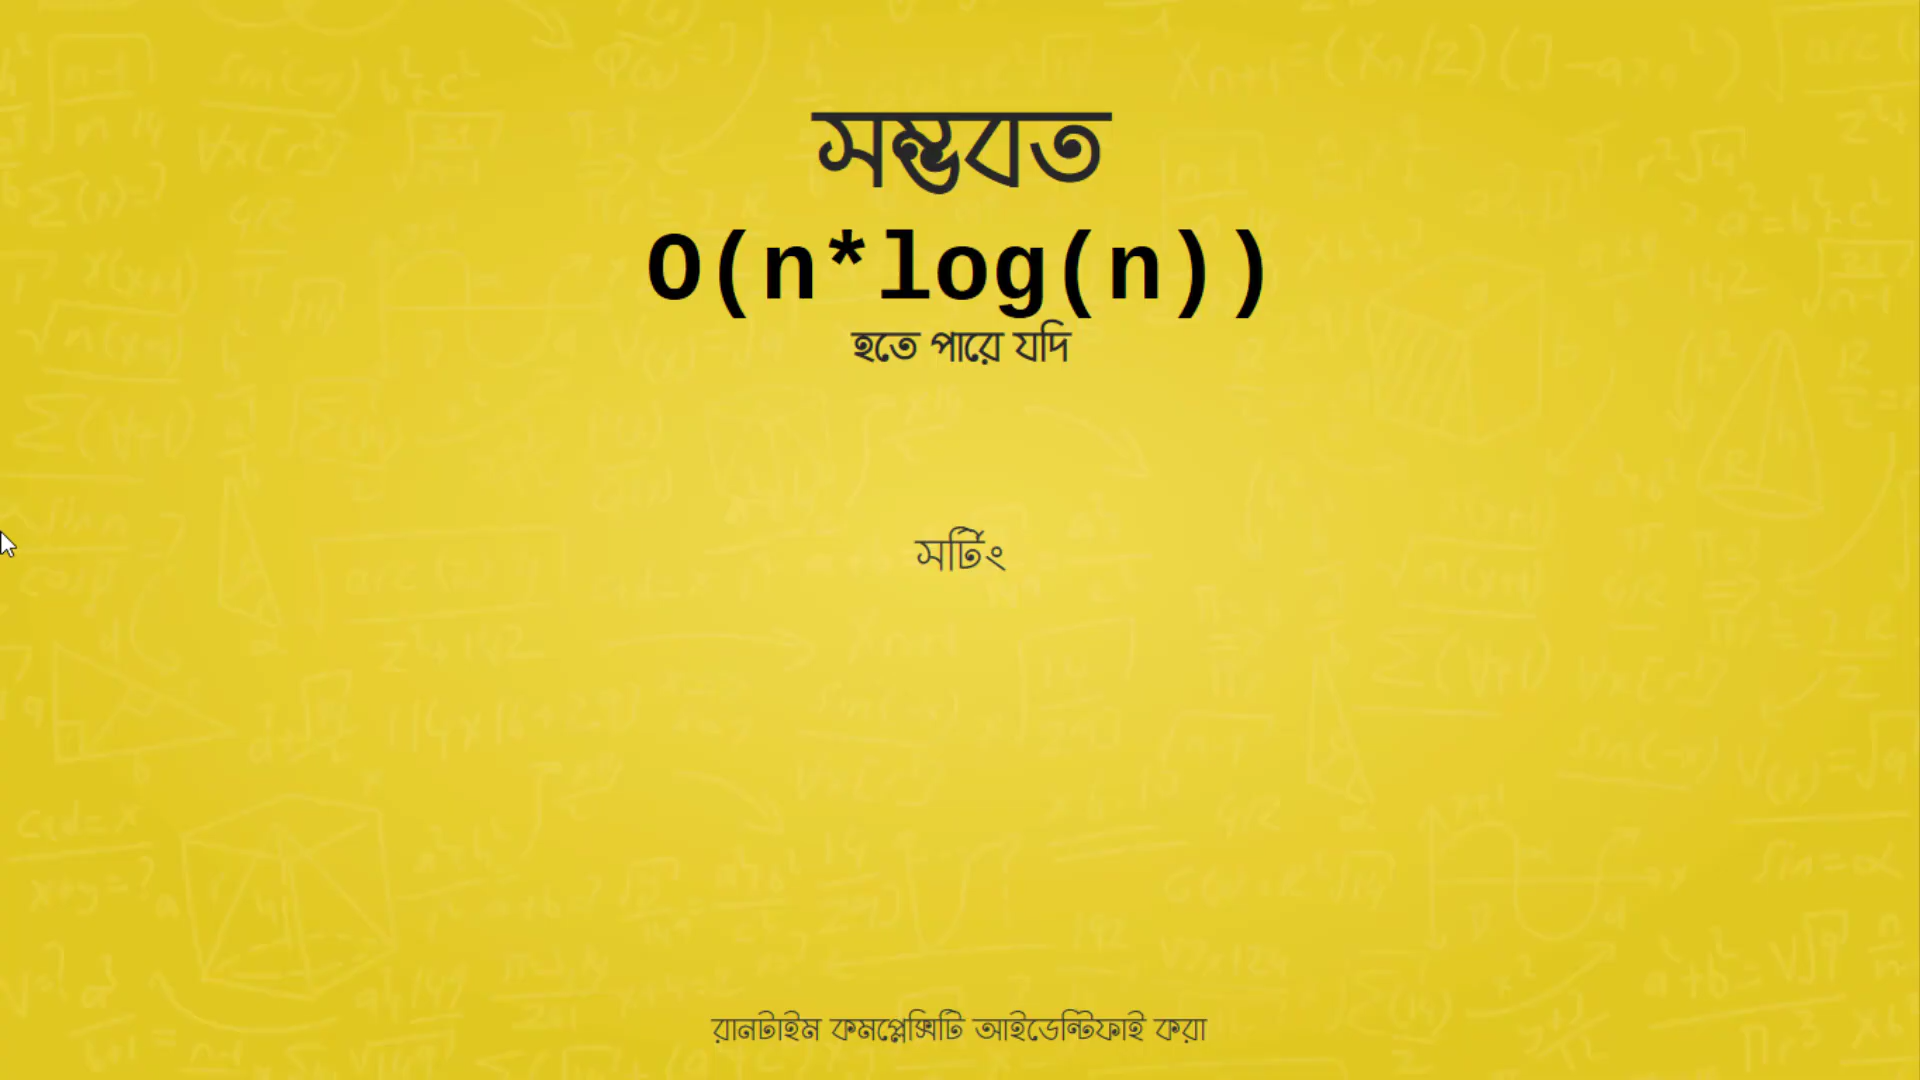 সম্ভবত
O(n*log(n))
হতে পারে যদি
সর্টিং
রানটাইম কমপ্লেক্সিটি আইডেন্টিফাই করা